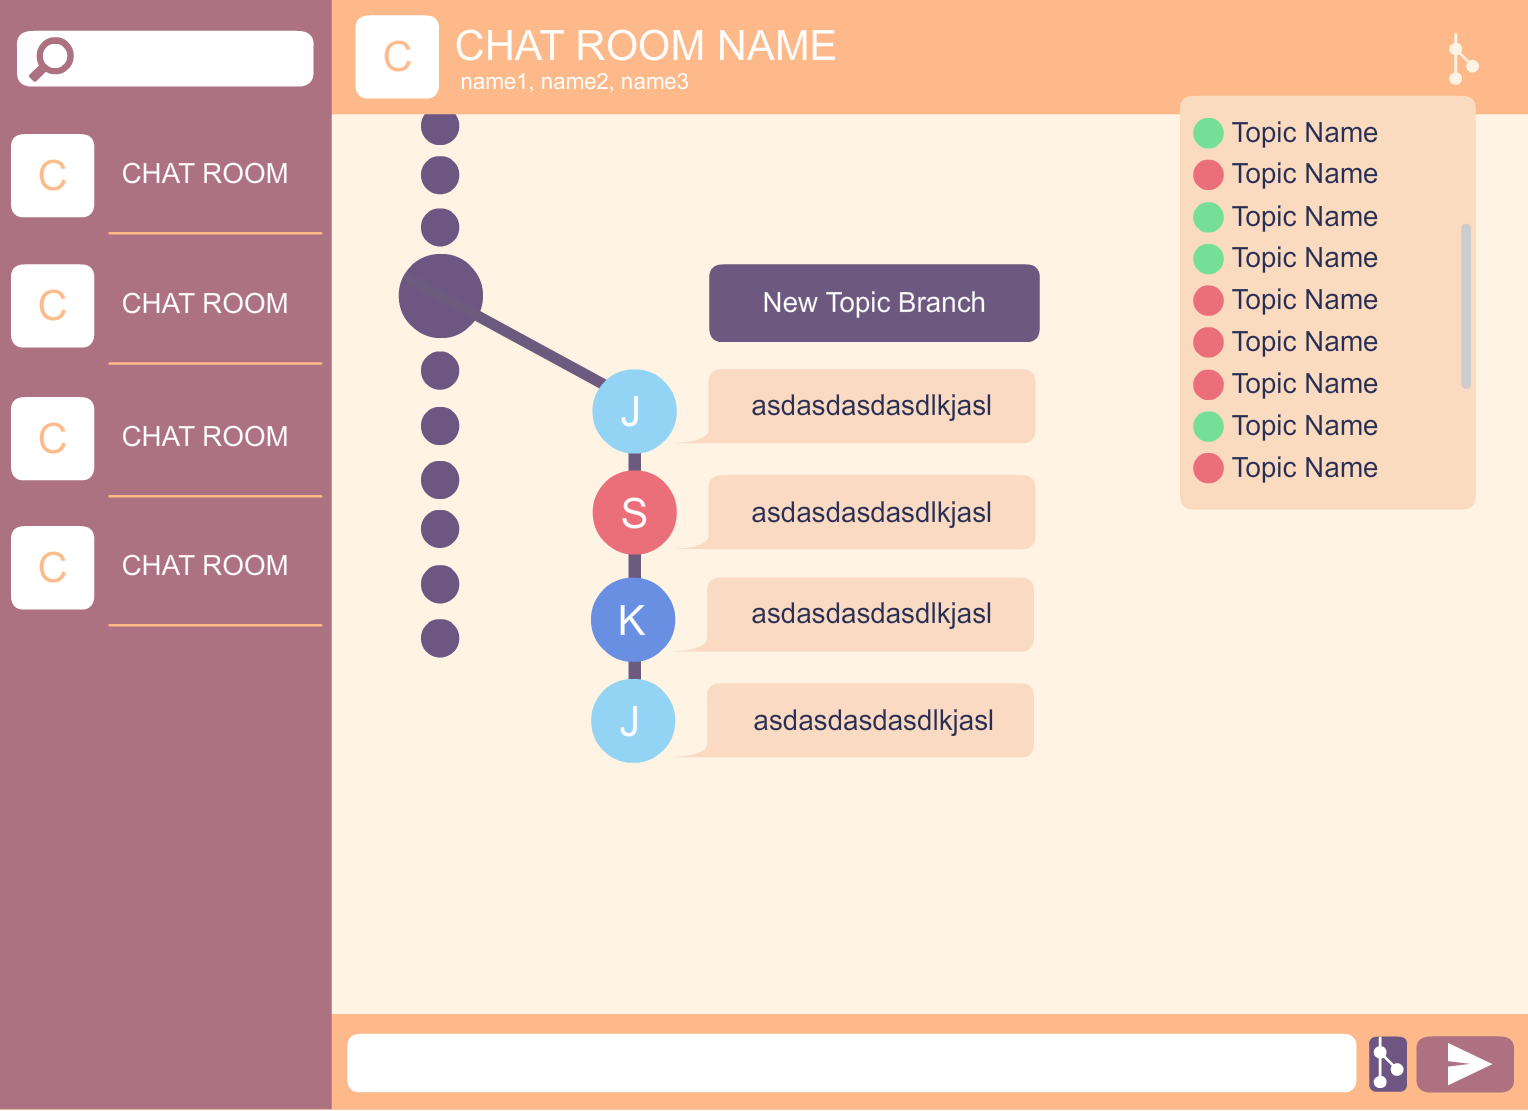 C
CHAT ROOM NAME
name1, name2, name3
C
CHAT ROOM
C
CHAT ROOM
C
CHAT ROOM
C
CHAT ROOM
New Topic Branch
J
asdasdasdasdlkjasl
S
asdasdasdasdlkjasl
K
asdasdasdasdlkjasl
J
asdasdasdasdlkjasl
Topic Name
Topic Name
Topic Name
Topic Name
Topic Name
Topic Name
Topic Name
Topic Name
Topic Name